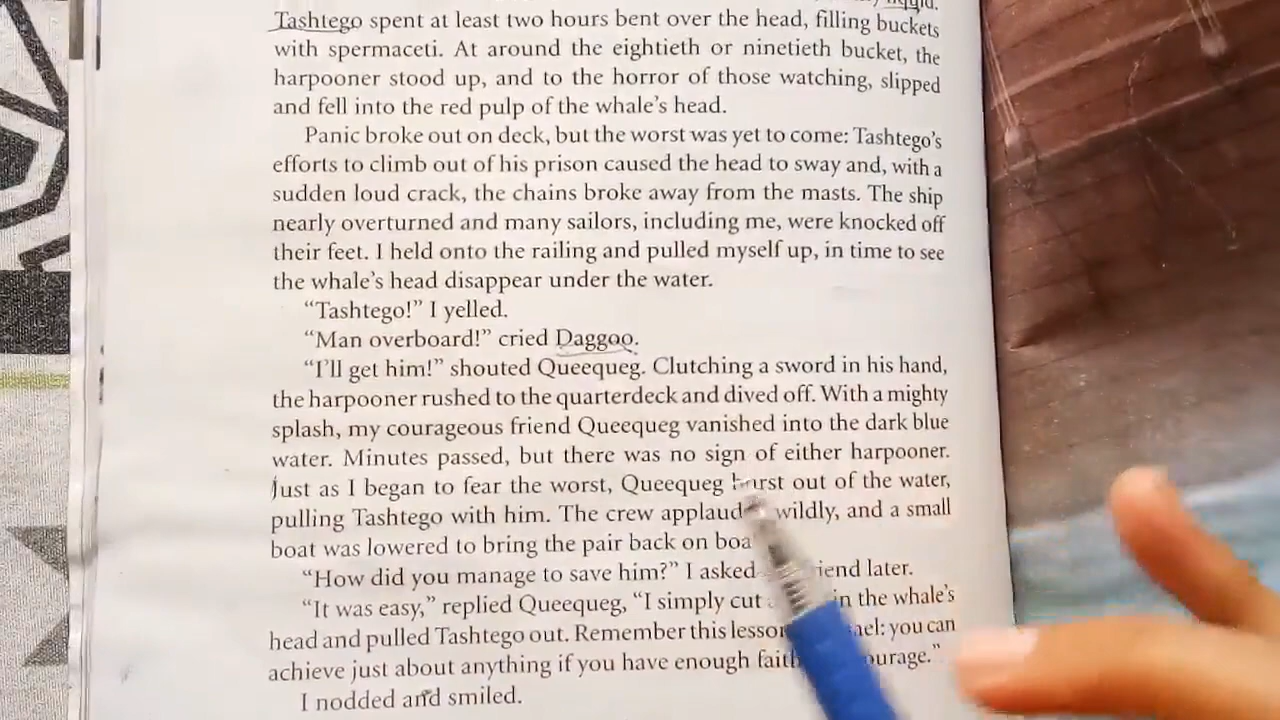 liquid.
Tashtego spent at least two hours bent over the head, filling buckets
with spermaceti. At around the eightieth or ninetieth bucket, the
harpooner stood up, and to the horror of those watching, slipped
and fell into the red pulp of the whale's head.
Panic broke out on deck, but the worst was yet to come: Tashtego's
efforts to climb out of his prison caused the head to sway and, with a
sudden loud crack, the chains broke away from the masts. The ship
nearly overturned and many sailors, including me, were knocked off
their feet. I held onto the railing and pulled myself up, in time to see
the whale's head disappear under the water.
"Tashtego!" I yelled.
"Man overboard!" cried Daggoo.
"I'll get him!" shouted Queequeg. Clutching a sword in his hand,
the harpooner rushed to the quarterdeck and dived off. With a mighty
splash, my courageous friend Queequeg vanished into the dark blue
water. Minutes passed, but there was no sign of either harpooner.
Just as I began to fear the worst, Queequeg burst out of the water,
pulling Tashtego with him. The crew wildly, and a small
boat was lowered to bring the pair back on
"How did you manage to save him?" I asked later.
"It was easy," replied Queequeg, "I simply cut in the whale's
head and pulled Tashtego out. Remember this you can
achieve just about anything if you have enough
I nodded and smiled.